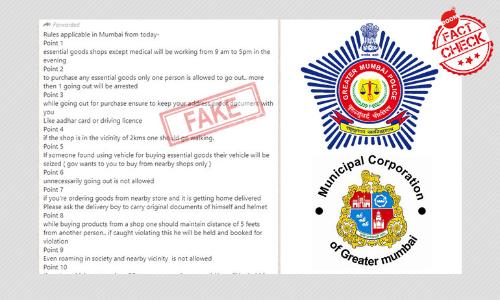 Forwarded
Rules applicable in Mumbai from today-
Point 1
essential goods shops except medical will be working from 9 am to 5pm in the
evening
Point 2
to purchase any essential goods only one person is allowed to go out.. more
then 1 going out will be arrested
Point 3
while going out for purchase ensure to keep your address proof document with
you
Like aadhar card or driving licence
Point 4
if the shop is in the vicinity of 2kms one should go walking.
Point 5
If someone found using vehicle for buying essential goods their vehicle will be
seized ( gov wants to you to buy from nearby shops only )
Point 6
unnecessarily going out is not allowed
Point 7
if you're ordering goods from nearby store and it is getting home delivered
Please ask the delivery boy to carry original documents of himself and helmet
Point 8
while buying products from a shop one should maintain distance of 5 feets
from another person.. if caught violating this he will be held and booked for
violation
Point 9
Even roaming in society and nearby vicinity is not allowed
Point 10
FAKE
GREATER MUMBAI POLICE
Municipal Corporation
of Greater mumbai
BOOM
FACT
CHECK